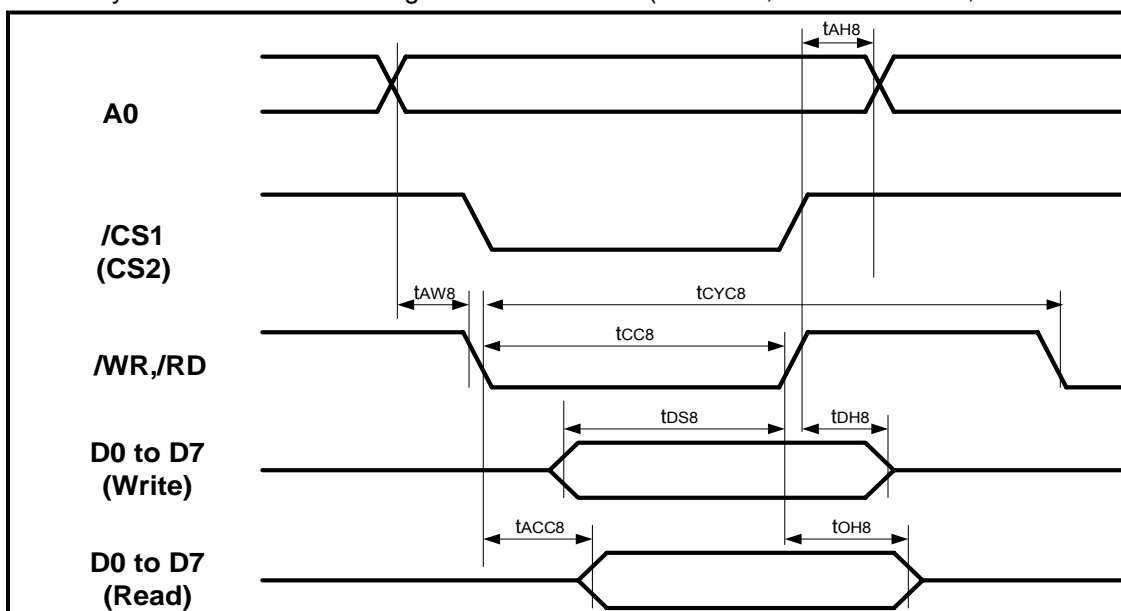 tAH8
A0
/CS1
(CS2)
tAW8
tCYC8
tCC8
/WR,/RD
tDS8
tDH8
D0 to D7
(Write)
tACC8
tOH8
D0 to D7
(Read)